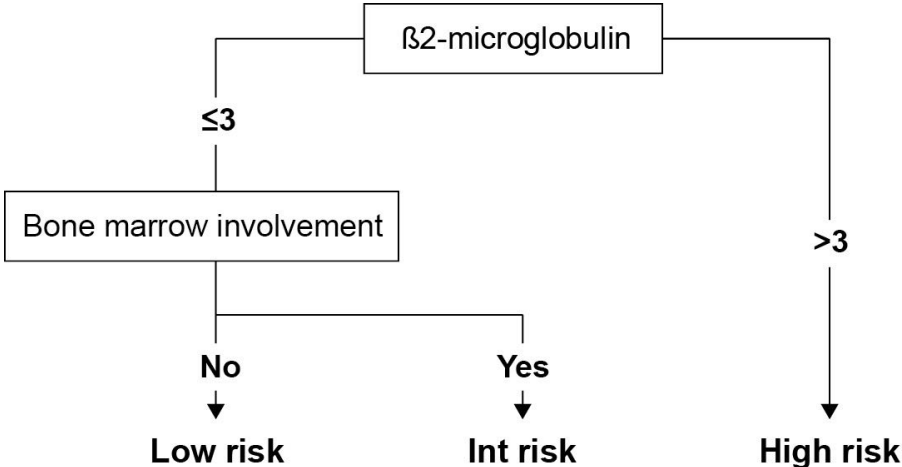 ß2-microglobulin
≤3
Bone marrow involvement
>3
No
Yes
Low risk
Int risk
High risk